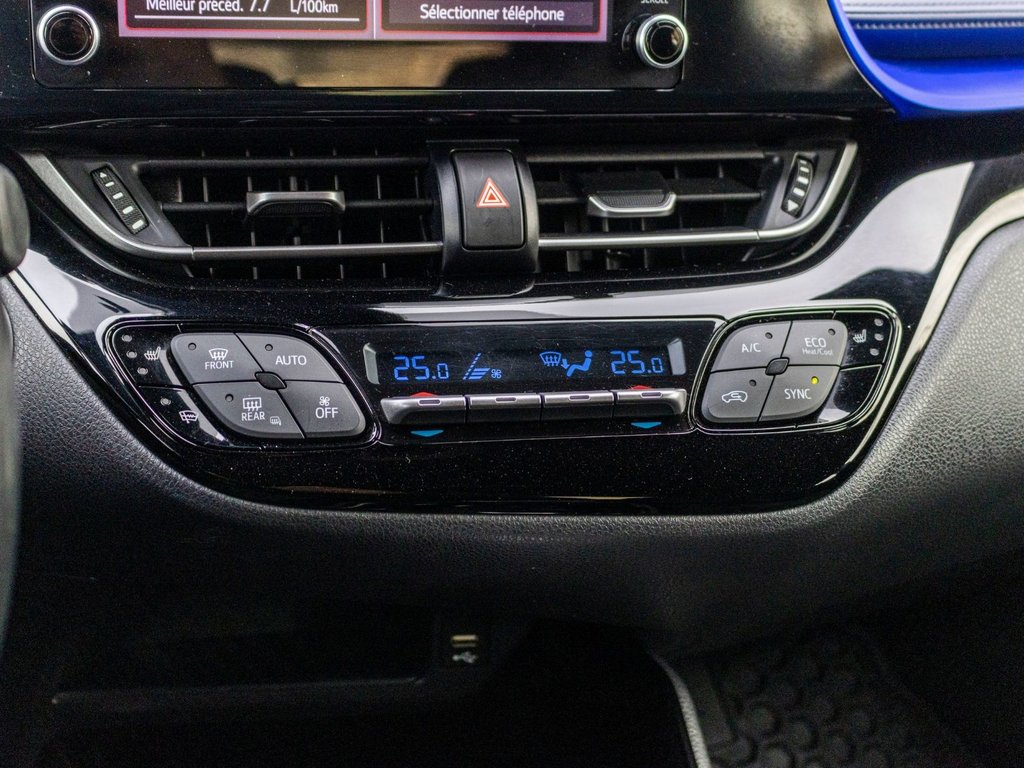 Meilleur précéd. 7.7 L/100km
Sélectionner téléphone
SCROLL
FRONT
AUTO
REAR
OFF
25.0
25.0
A/C
ECO
Heat/Cool
SYNC